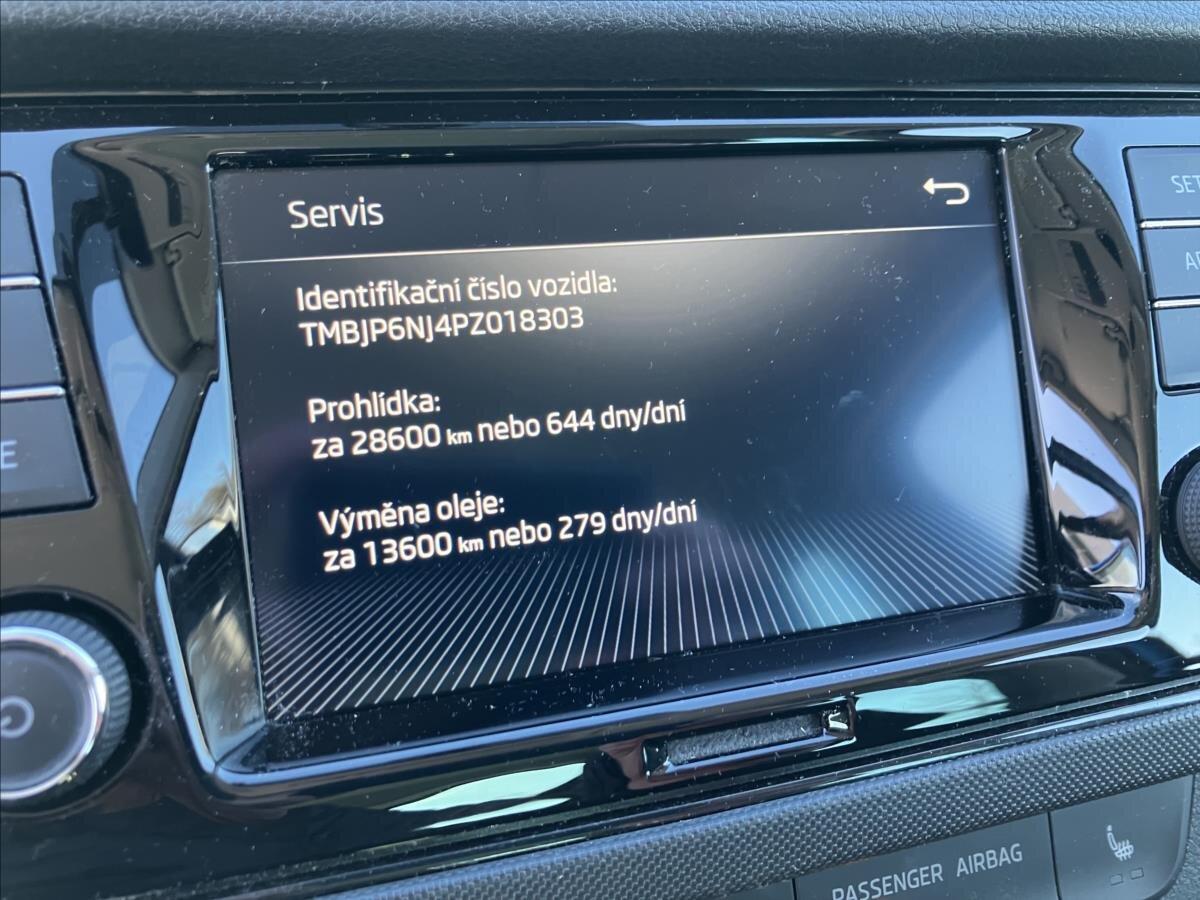 Servis
Identifikační číslo vozidla:
TMBJP6NJ4PZ018303
Prohlídka:
za 28600 km nebo 644 dny/dní
Výměna oleje:
za 13600 km nebo 279 dny/dní
SET
E
PASSENGER AIRBAG